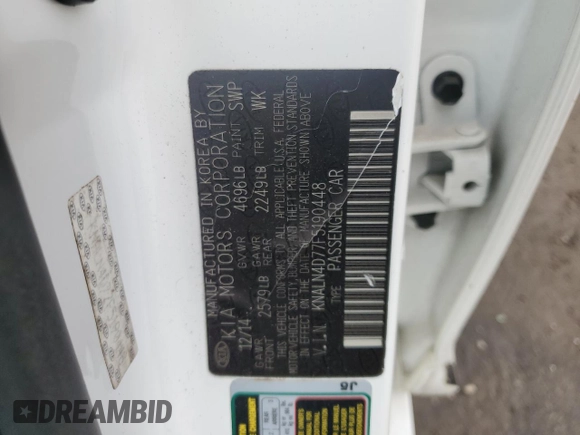 MANUFACTURED IN KOREA BY
KIA MOTORS CORPORATION
12/14 GVWR 4696LB PAINT SWP
GAWR FRONT 2579LB GAWR REAR 2249LB TRIM WK
THIS VEHICLE CONFORMS TO ALL APPLICABLE U.S.A. FEDERAL
MOTOR VEHICLE SAFETY, BUMPER, AND THEFT PREVENTION STANDARDS
IN EFFECT ON THE DATE OF MANUFACTURE SHOWN ABOVE
V.I.N. : KNALN4D77F5190448
TYPE : PASSENGER CAR
J5
DREAMBID